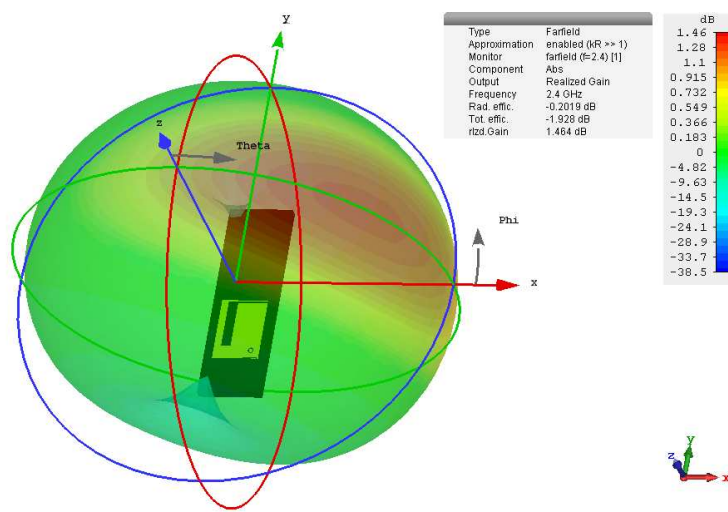 y
z
Theta
Phi
x
Type Farfield
Approximation enabled (kR >> 1)
Monitor farfield (f=2.4) [1]
Component Abs
Output Realized Gain
Frequency 2.4 GHz
Rad. effic. -0.2019 dB
Tot. effic. -1.928 dB
rlzd.Gain 1.464 dB
dB
1.46
1.28
1.1
0.915
0.732
0.549
0.366
0.183
0
-4.82
-9.63
-14.5
-19.3
-24.1
-28.9
-33.7
-38.5
y
z
x